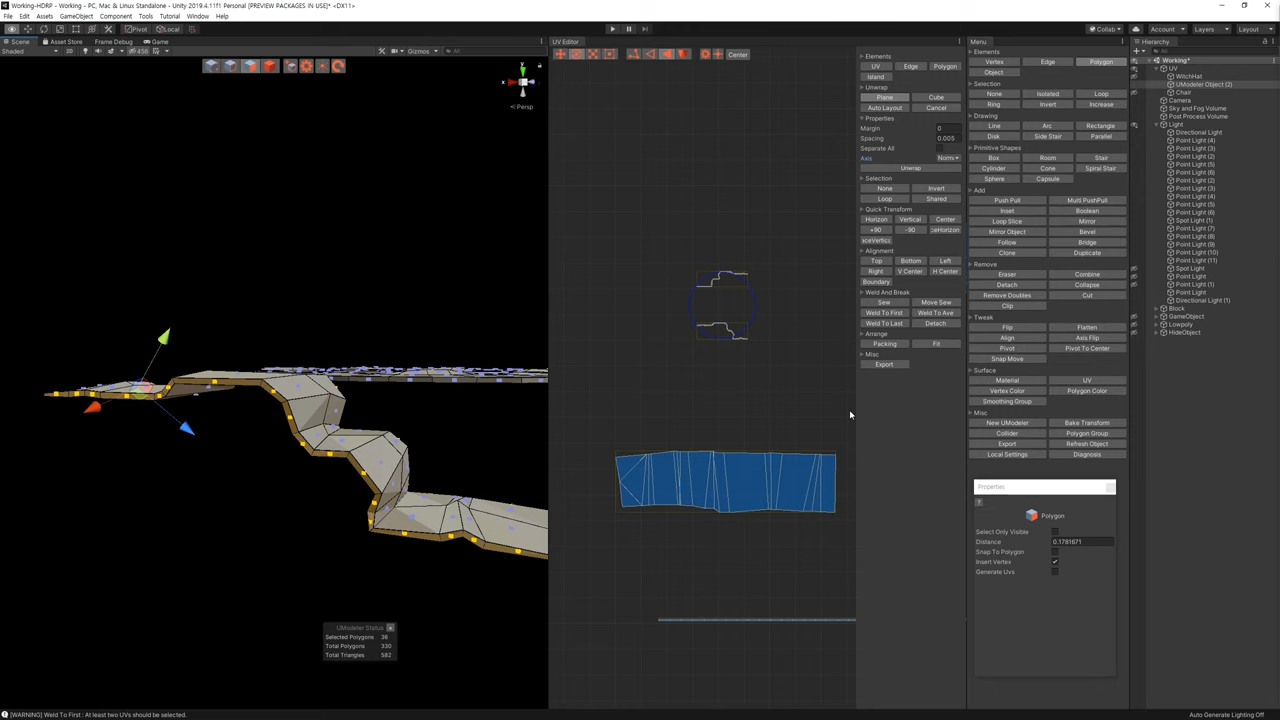 Working-HDRP - Working - PC, Mac & Linux Standalone - Unity 2019.4.11f1 Personal [PREVIEW PACKAGES IN USE]* <DX11>
File Edit Assets GameObject Component Tools Tutorial Window Help
Pivot Local Collab Account Layers Layout
Scene Asset Store Frame Debug Game
Shaded 2D 458 Gizmos All
y
x
< Persp
UModeler Status
Selected Polygons 36
Total Polygons 330
Total Triangles 582
UV Editor
Center
Elements
UV Edge Polygon
Island
Unwrap
Plane Cube
Auto Layout Cancel
Properties
Margin 0
Spacing 0.005
Separate All
Axis Norm
Unwrap
Selection
None Invert
Loop Shared
Quick Transform
Horizon Vertical Center
+90 -90 :eHorizon
:ceVertica
Alignment
Top Bottom Left
Right V Center H Center
Boundary
Weld And Break
Sew Move Sew
Weld To First Weld To Ave
Weld To Last Detach
Arrange
Packing Fit
Misc
Export
Menu
Elements
Vertex Edge Polygon
Object
Selection
None Isolated Loop
Ring Invert Increase
Drawing
Line Arc Rectangle
Disk Side Stair Parallel
Primitive Shapes
Box Room Stair
Cylinder Cone Spiral Stair
Sphere Capsule
Add
Push Pull Multi PushPull
Inset Boolean
Loop Slice Mirror
Mirror Object Bevel
Follow Bridge
Clone Duplicate
Remove
Eraser Combine
Detach Collapse
Remove Doubles Cut
Clip
Tweak
Flip Flatten
Align Axis Flip
Pivot Pivot To Center
Snap Move
Surface
Material UV
Vertex Color Polygon Color
Smoothing Group
Misc
New UModeler Bake Transform
Collider Polygon Group
Export Refresh Object
Local Settings Diagnosis
Properties
?
Polygon
Select Only Visible
Distance 0.1781671
Snap To Polygon
Insert Vertex
Generate Uvs
Hierarchy
All
Working*
UV
WitchHat
UModeler Object (2)
Chair
Camera
Sky and Fog Volume
Post Process Volume
Light
Directional Light
Point Light (4)
Point Light (3)
Point Light (2)
Point Light (5)
Point Light (6)
Point Light (2)
Point Light (3)
Point Light (4)
Point Light (5)
Point Light (6)
Spot Light (1)
Point Light (7)
Point Light (8)
Point Light (9)
Point Light (10)
Point Light (11)
Spot Light
Point Light
Point Light (1)
Point Light
Directional Light (1)
Block
GameObject
Lowpoly
HideObject
[WARNING] Weld To First : At least two UVs should be selected.
Auto Generate Lighting Off